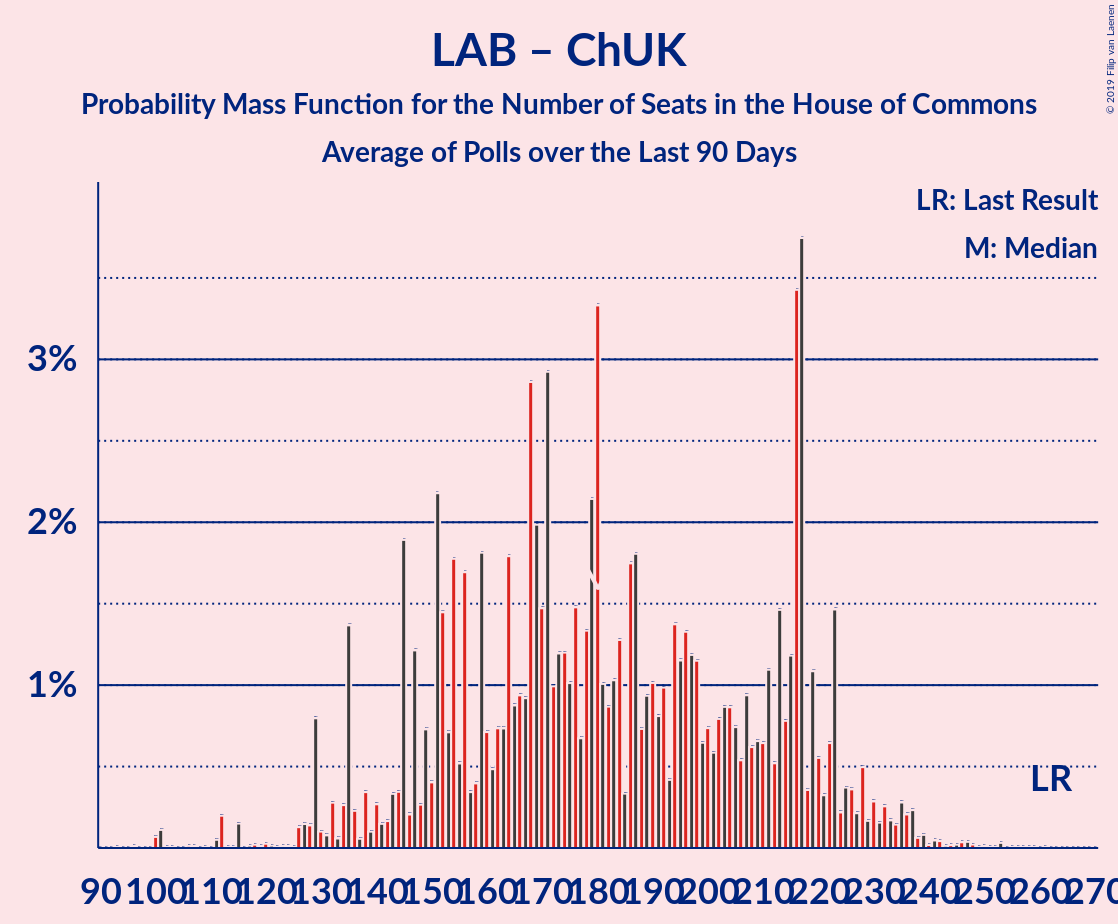 LAB – ChUK
Probability Mass Function for the Number of Seats in the House of Commons
Average of Polls over the Last 90 Days
© 2019 Filip van Laenen
LR: Last Result
M: Median
3%
2%
1%
LR
90 100 110 120 130 140 150 160 170 180 190 200 210 220 230 240 250 260 270